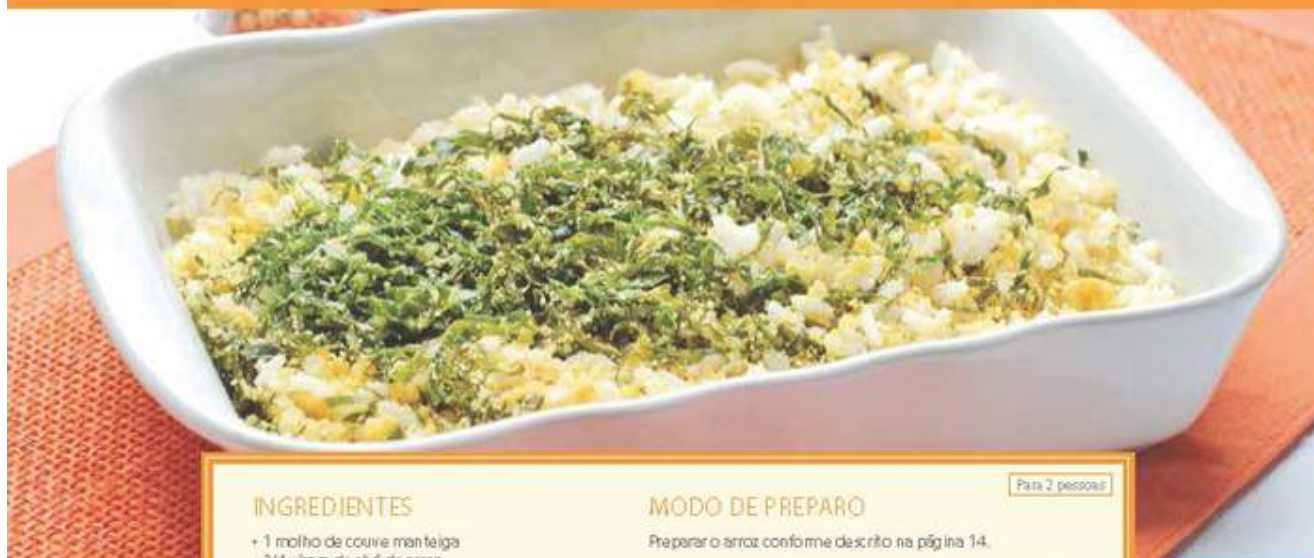 Para 2 pessoas
INGREDIENTES
• 1 molho de couve manteiga
MODO DE PREPARO
Preparar o arroz conforme descrito na página 14.